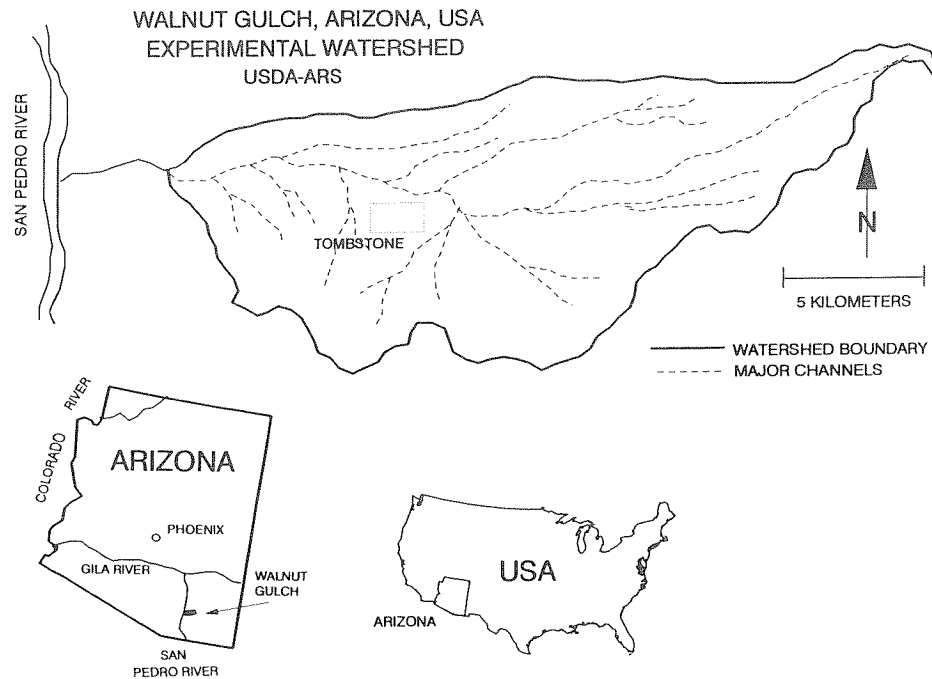 WALNUT GULCH, ARIZONA, USA
EXPERIMENTAL WATERSHED
USDA-ARS
SAN PEDRO RIVER
TOMBSTONE
N
5 KILOMETERS
WATERSHED BOUNDARY
MAJOR CHANNELS
COLORADO RIVER
ARIZONA
PHOENIX
GILA RIVER
WALNUT
GULCH
SAN
PEDRO RIVER
USA
ARIZONA